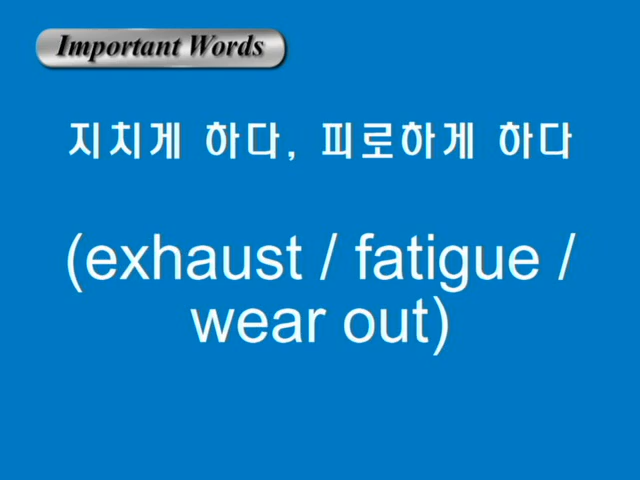 Important Words
지치게 하다, 피로하게 하다
(exhaust / fatigue /
wear out)